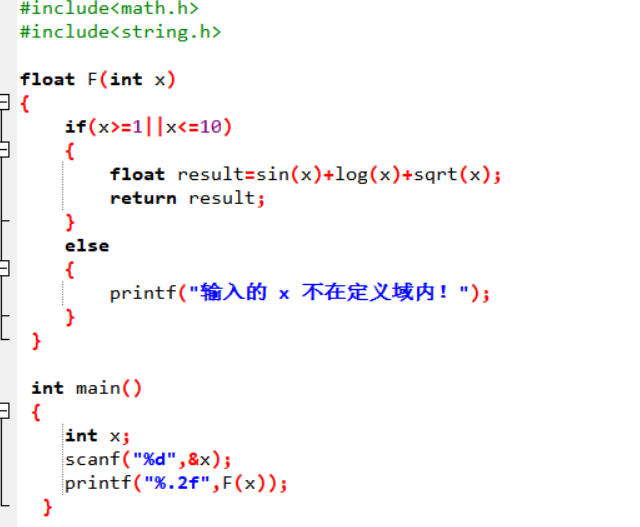 #include<math.h>
#include<string.h>
float F(int x)
{
if(x>=1||x<=10)
{
float result=sin(x)+log(x)+sqrt(x);
return result;
}
else
{
printf("输入的 x 不在定义域内！");
}
}
int main()
{
int x;
scanf("%d",&x);
printf("%.2f",F(x));
}